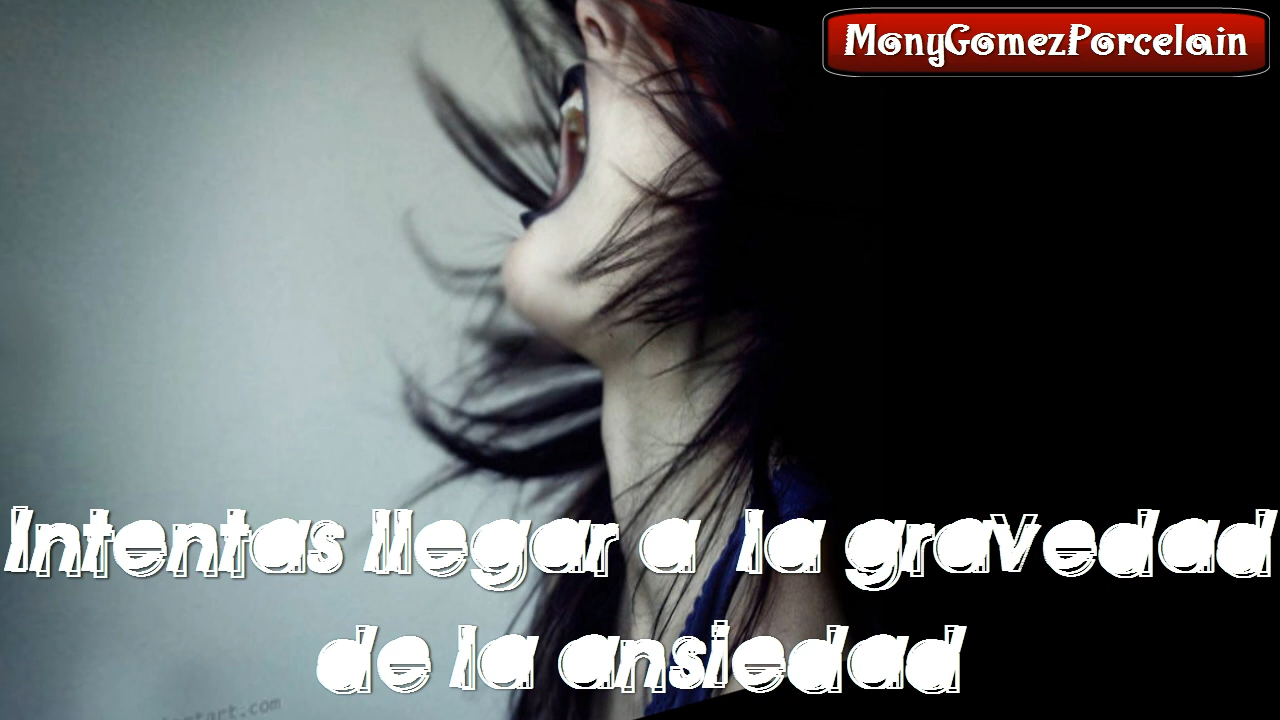 MonyGomezPorcelain
Intentas llegar a la gravedad
de la ansiedad